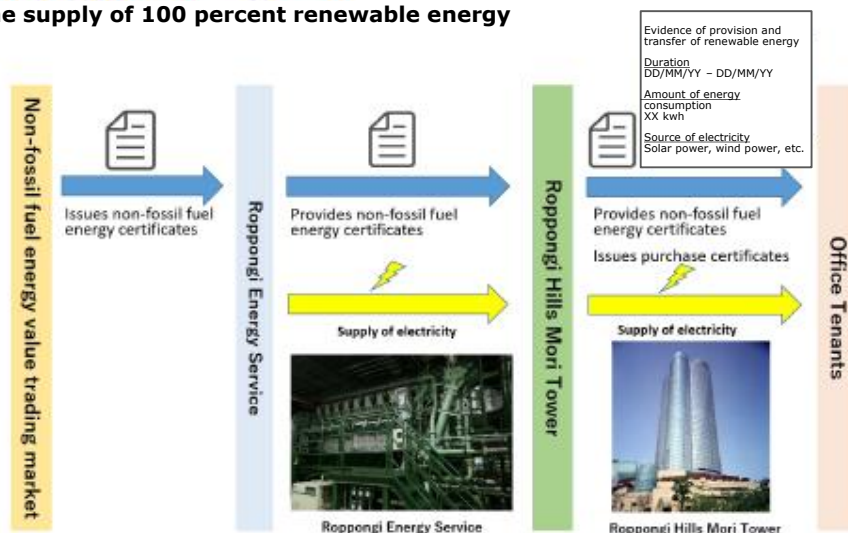 he supply of 100 percent renewable energy
Evidence of provision and
transfer of renewable energy
Duration
DD/MM/YY – DD/MM/YY
Amount of energy
consumption
XX kwh
Source of electricity
Solar power, wind power, etc.
Non-fossil fuel energy value trading market
Issues non-fossil fuel
energy certificates
Roppongi Energy Service
Provides non-fossil fuel
energy certificates
Supply of electricity
Roppongi Energy Service
Roppongi Hills Mori Tower
Provides non-fossil fuel
energy certificates
Issues purchase certificates
Supply of electricity
Roppongi Hills Mori Tower
Office Tenants